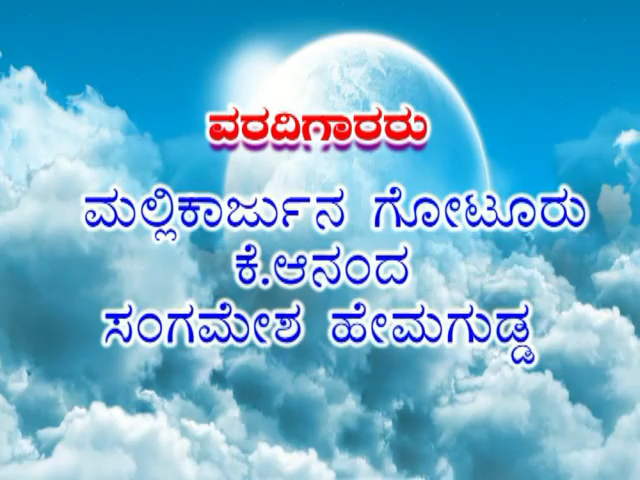 ವರದಿಗಾರರು
ಮಲ್ಲಿಕಾರ್ಜುನ ಗೋಟೂರು
ಕೆ.ಆನಂದ
ಸಂಗಮೇಶ ಹೇಮಗುಡ್ಡ